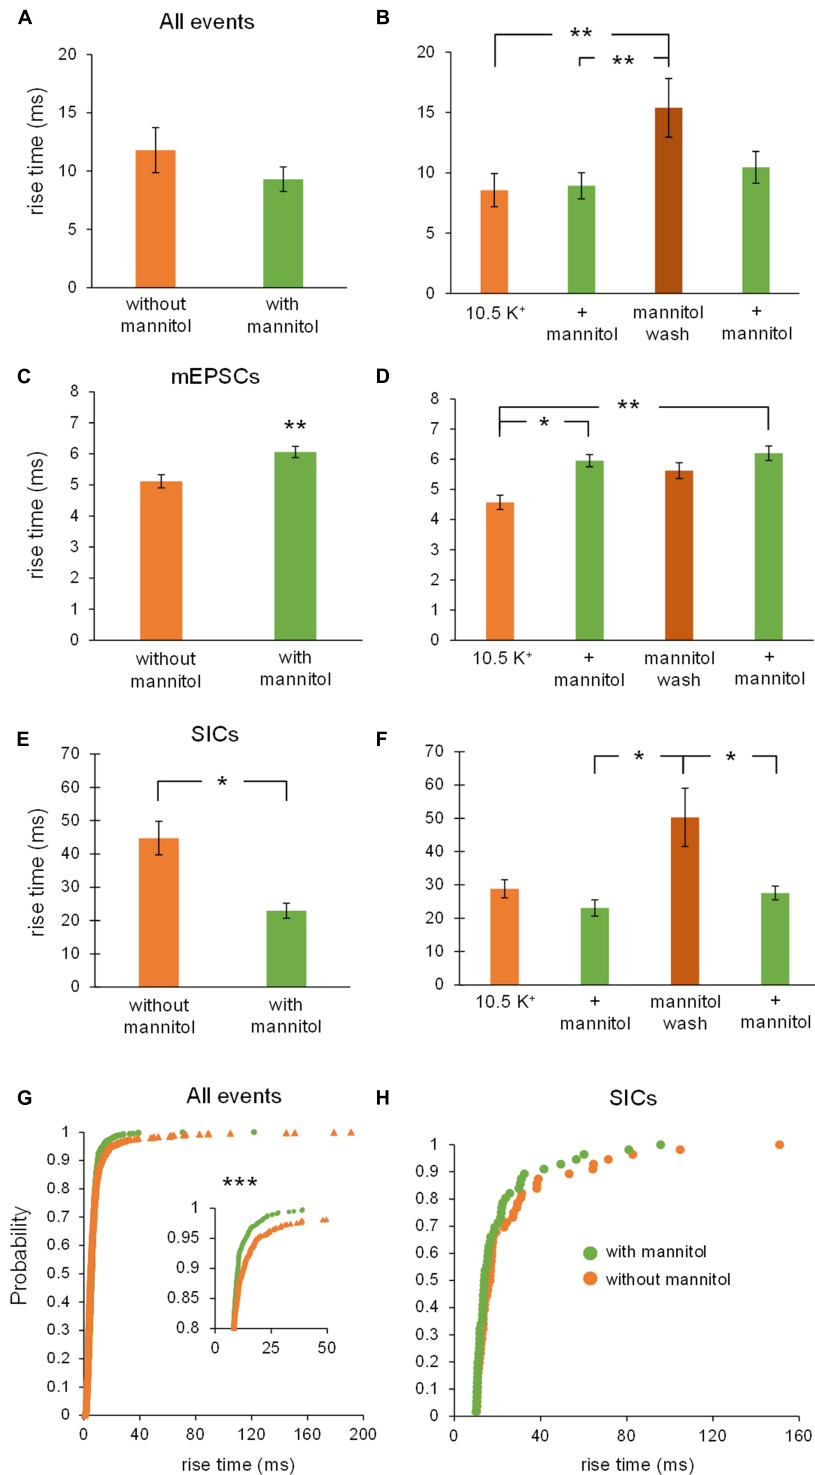 A
All events
20
15
10
5
0
rise time (ms)
without mannitol
with mannitol
B
20
15
10
5
0
**
**
10.5 K⁺
+ mannitol
mannitol wash
+ mannitol
C
mEPSCs
8
7
6
5
4
3
2
1
0
rise time (ms)
**
without mannitol
with mannitol
D
8
7
6
5
4
3
2
1
0
**
*
10.5 K⁺
+ mannitol
mannitol wash
+ mannitol
E
SICs
70
60
50
40
30
20
10
0
rise time (ms)
*
without mannitol
with mannitol
F
70
60
50
40
30
20
10
0
*
*
10.5 K⁺
+ mannitol
mannitol wash
+ mannitol
G
All events
1
0.9
0.8
0.7
0.6
0.5
0.4
0.3
0.2
0.1
0
Probability
***
1
0.95
0.9
0.85
0.8
0 25 50
0 40 80 120 160 200
rise time (ms)
H
SICs
1
0.9
0.8
0.7
0.6
0.5
0.4
0.3
0.2
0.1
0
with mannitol
without mannitol
0 40 80 120 160
rise time (ms)